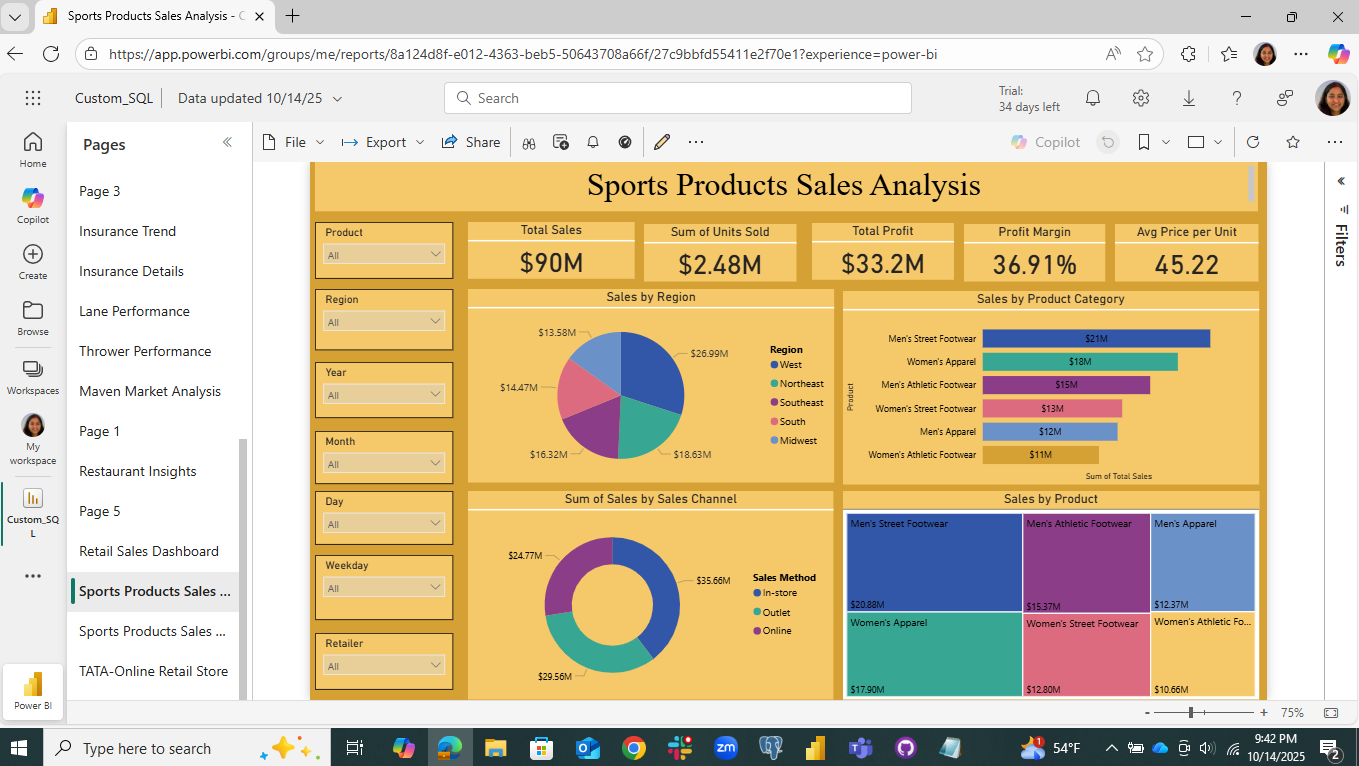 Sports Products Sales Analysis - C
https://app.powerbi.com/groups/me/reports/8a124d8f-e012-4363-beb5-50643708a66f/27c9bbfd55411e2f70e1?experience=power-bi
Custom_SQL
Data updated 10/14/25
Search
Trial:
34 days left
Home
Copilot
Create
Browse
Workspaces
My
workspace
Custom_SQ
L
Power BI
Pages
Page 3
Insurance Trend
Insurance Details
Lane Performance
Thrower Performance
Maven Market Analysis
Page 1
Restaurant Insights
Page 5
Retail Sales Dashboard
Sports Products Sales ...
Sports Products Sales ...
TATA-Online Retail Store
File
Export
Share
Copilot
Filters
Sports Products Sales Analysis
Product
All
Region
All
Year
All
Month
All
Day
All
Weekday
All
Retailer
All
Total Sales
$90M
Sum of Units Sold
$2.48M
Total Profit
$33.2M
Profit Margin
36.91%
Avg Price per Unit
45.22
Sales by Region
$13.58M
$26.99M
$14.47M
$16.32M
$18.63M
Region
West
Northeast
Southeast
South
Midwest
Sales by Product Category
Product
Men's Street Footwear $21M
Women's Apparel $18M
Men's Athletic Footwear $15M
Women's Street Footwear $13M
Men's Apparel $12M
Women's Athletic Footwear $11M
Sum of Total Sales
Sum of Sales by Sales Channel
$24.77M
$35.66M
$29.56M
Sales Method
In-store
Outlet
Online
Sales by Product
Men's Street Footwear
$20.88M
Men's Athletic Footwear
$15.37M
Men's Apparel
$12.37M
Women's Apparel
$17.90M
Women's Street Footwear
$12.80M
Women's Athletic Fo...
$10.66M
- + 75%
Type here to search
zm
1
54°F
9:42 PM
10/14/2025
2